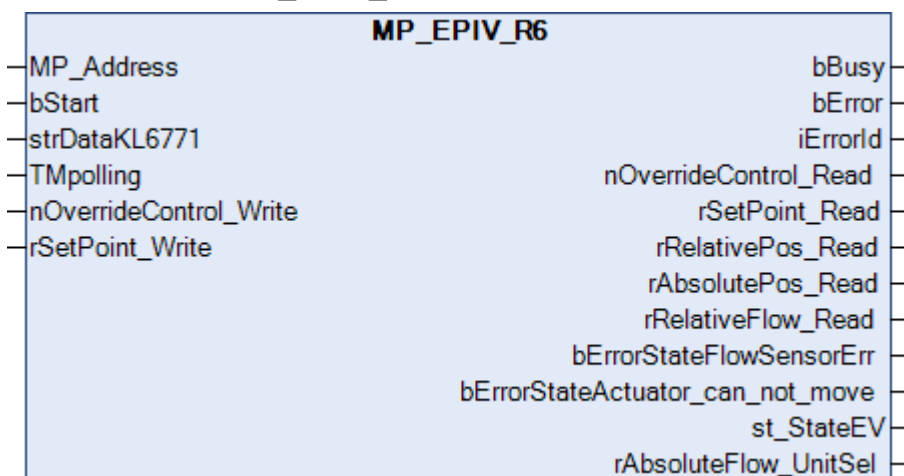 MP_EPIV_R6
MP_Address bBusy
bStart bError
strDataKL6771 iErrorId
TMpolling nOverrideControl_Read
nOverrideControl_Write rSetPoint_Read
rSetPoint_Write rRelativePos_Read
rAbsolutePos_Read
rRelativeFlow_Read
bErrorStateFlowSensorErr
bErrorStateActuator_can_not_move
st_StateEV
rAbsoluteFlow_UnitSel